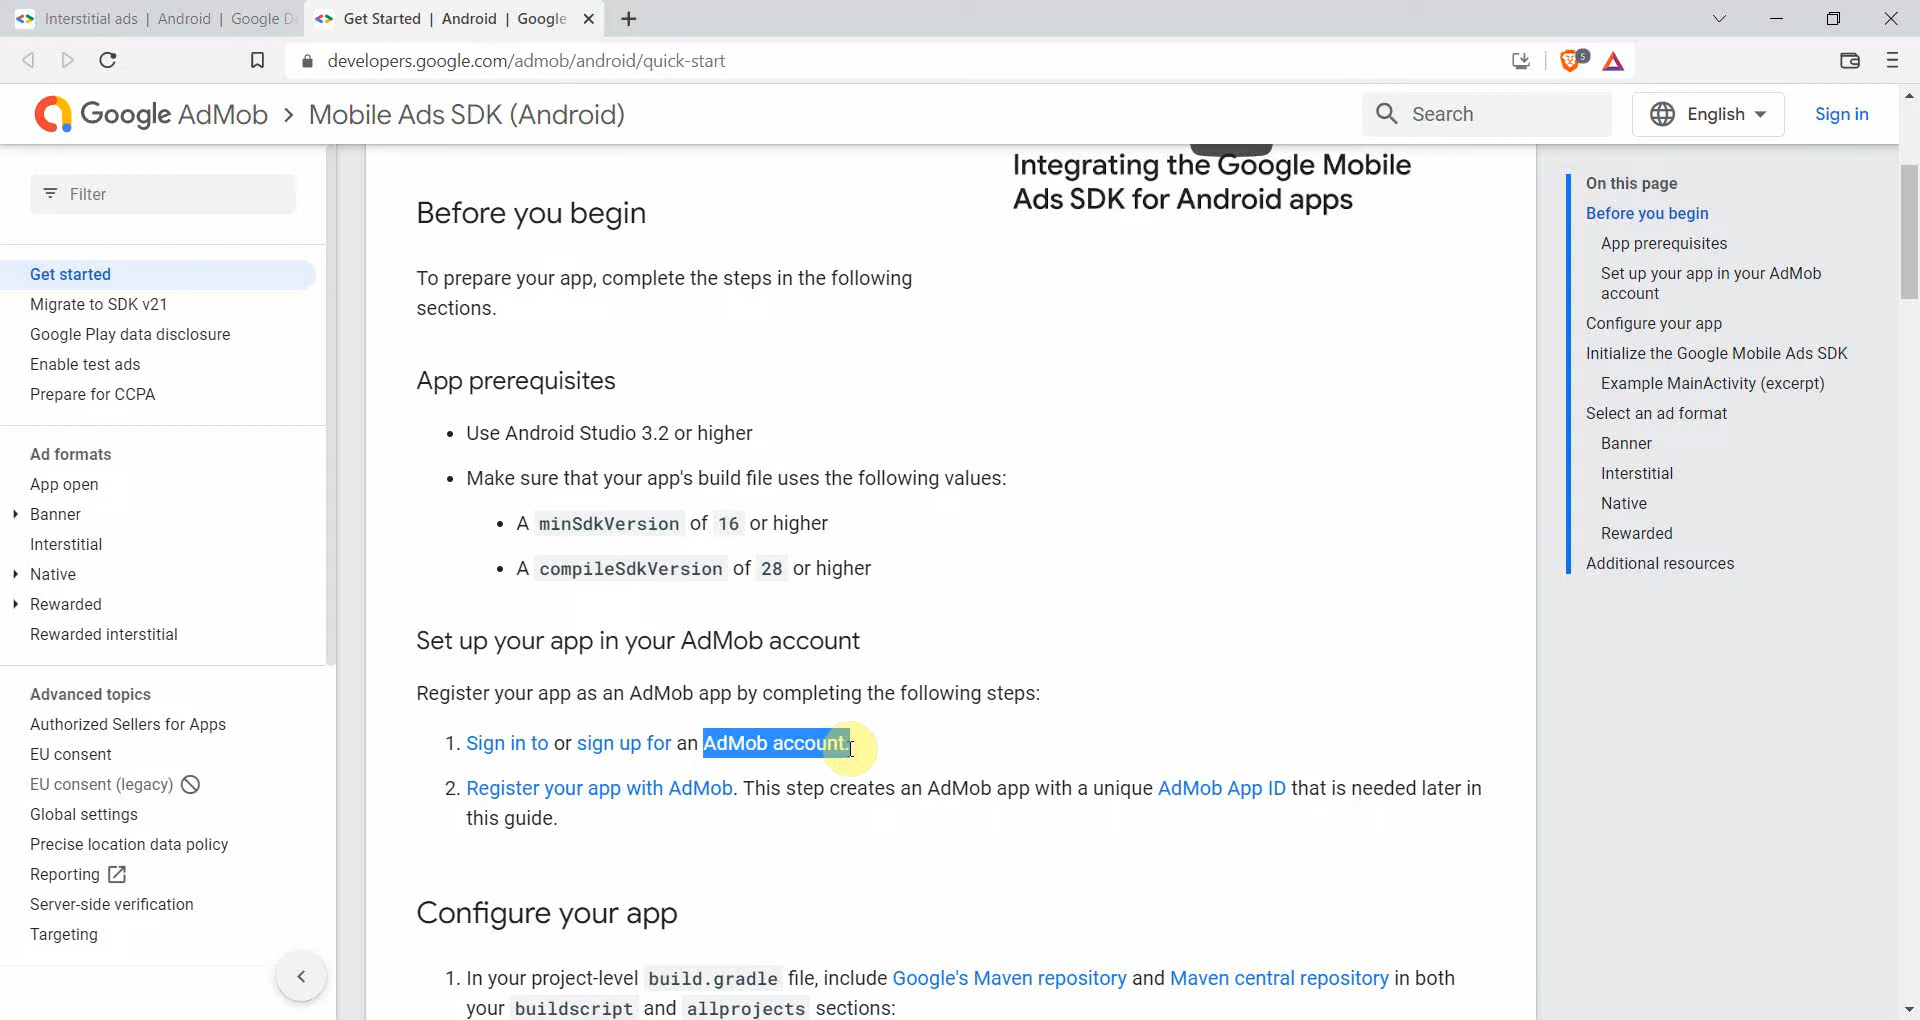 Interstitial ads | Android | Google D
Get Started | Android | Google
developers.google.com/admob/android/quick-start
5
Google AdMob > Mobile Ads SDK (Android)
Search
English
Sign in
Filter
Get started
Migrate to SDK v21
Google Play data disclosure
Enable test ads
Prepare for CCPA
Ad formats
App open
Banner
Interstitial
Native
Rewarded
Rewarded interstitial
Advanced topics
Authorized Sellers for Apps
EU consent
EU consent (legacy)
Global settings
Precise location data policy
Reporting
Server-side verification
Targeting
Integrating the Google Mobile
Ads SDK for Android apps
Before you begin
To prepare your app, complete the steps in the following
sections.
App prerequisites
• Use Android Studio 3.2 or higher
• Make sure that your app's build file uses the following values:
• A minSdkVersion of 16 or higher
• A compileSdkVersion of 28 or higher
Set up your app in your AdMob account
Register your app as an AdMob app by completing the following steps:
1. Sign in to or sign up for an AdMob account.
2. Register your app with AdMob. This step creates an AdMob app with a unique AdMob App ID that is needed later in
this guide.
Configure your app
1. In your project-level build.gradle file, include Google's Maven repository and Maven central repository in both
your buildscript and allprojects sections:
On this page
Before you begin
App prerequisites
Set up your app in your AdMob
account
Configure your app
Initialize the Google Mobile Ads SDK
Example MainActivity (excerpt)
Select an ad format
Banner
Interstitial
Native
Rewarded
Additional resources